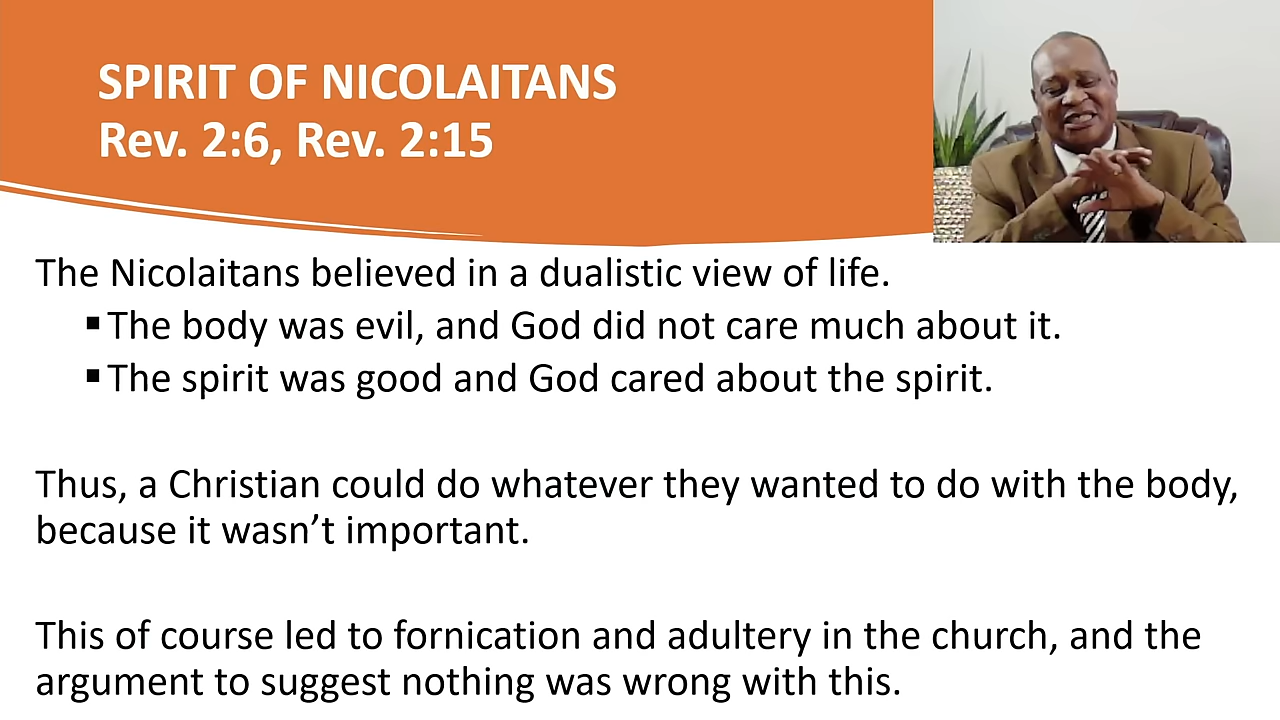 SPIRIT OF NICOLAITANS
Rev. 2:6, Rev. 2:15
The Nicolaitans believed in a dualistic view of life.
▪The body was evil, and God did not care much about it.
▪The spirit was good and God cared about the spirit.
Thus, a Christian could do whatever they wanted to do with the body,
because it wasn’t important.
This of course led to fornication and adultery in the church, and the
argument to suggest nothing was wrong with this.